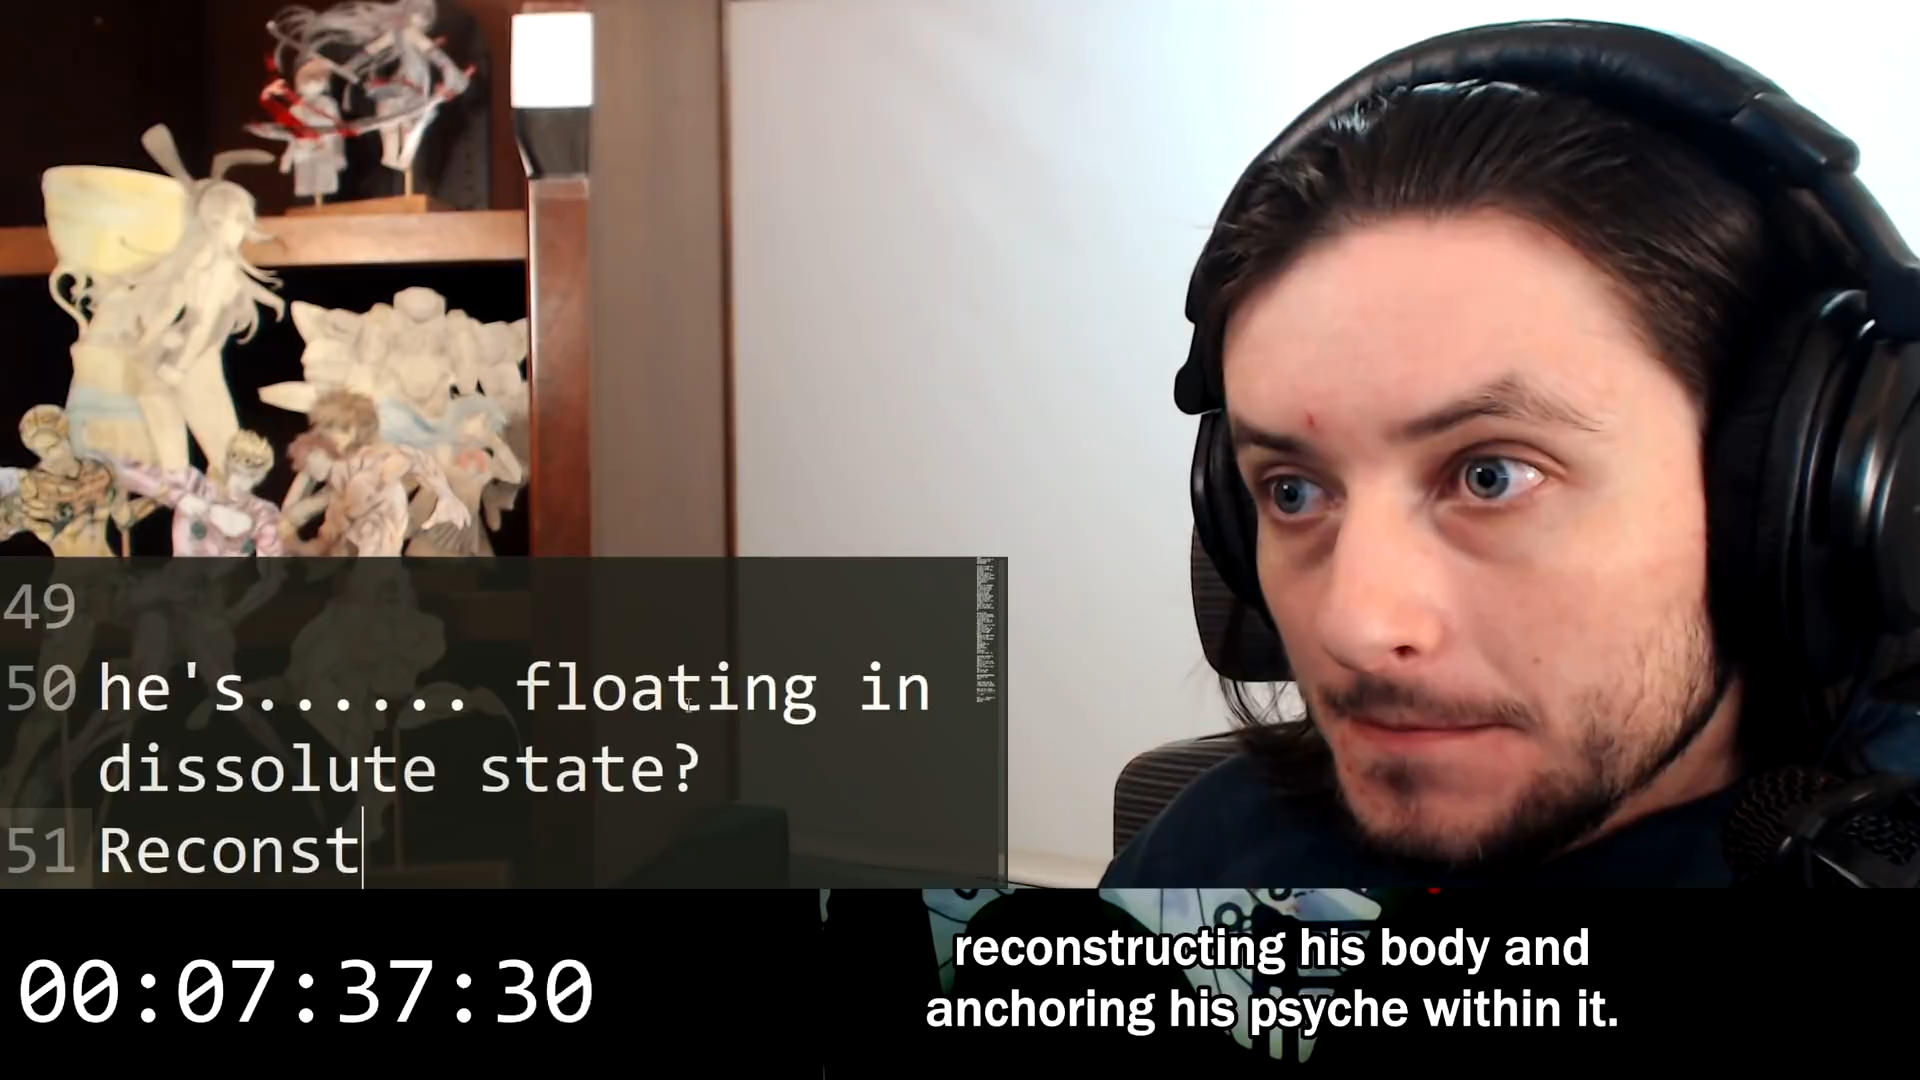 49
50 he's...... floating in
dissolute state?
51 Reconst
00:07:37:30
reconstructing his body and
anchoring his psyche within it.